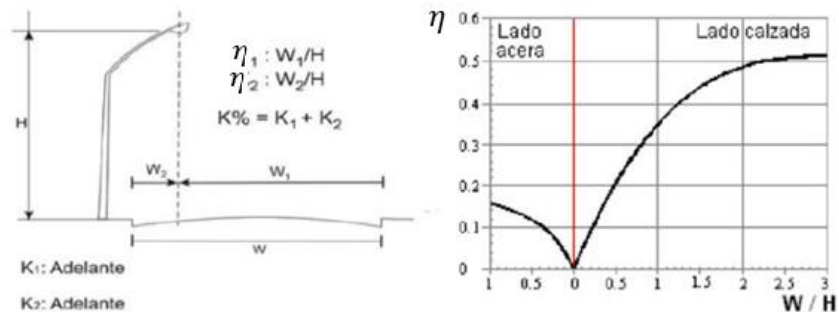 η₁ : W₁/H
η'₂ : W₂/H
K% = K₁ + K₂
H
W₂
W₁
W
K₁: Adelante
K₂: Adelante
η
0.6
0.5
0.4
0.3
0.2
0.1
0
Lado
acera
Lado calzada
1 0.5 0 0.5 1 1.5 2 2.5 3
W / H